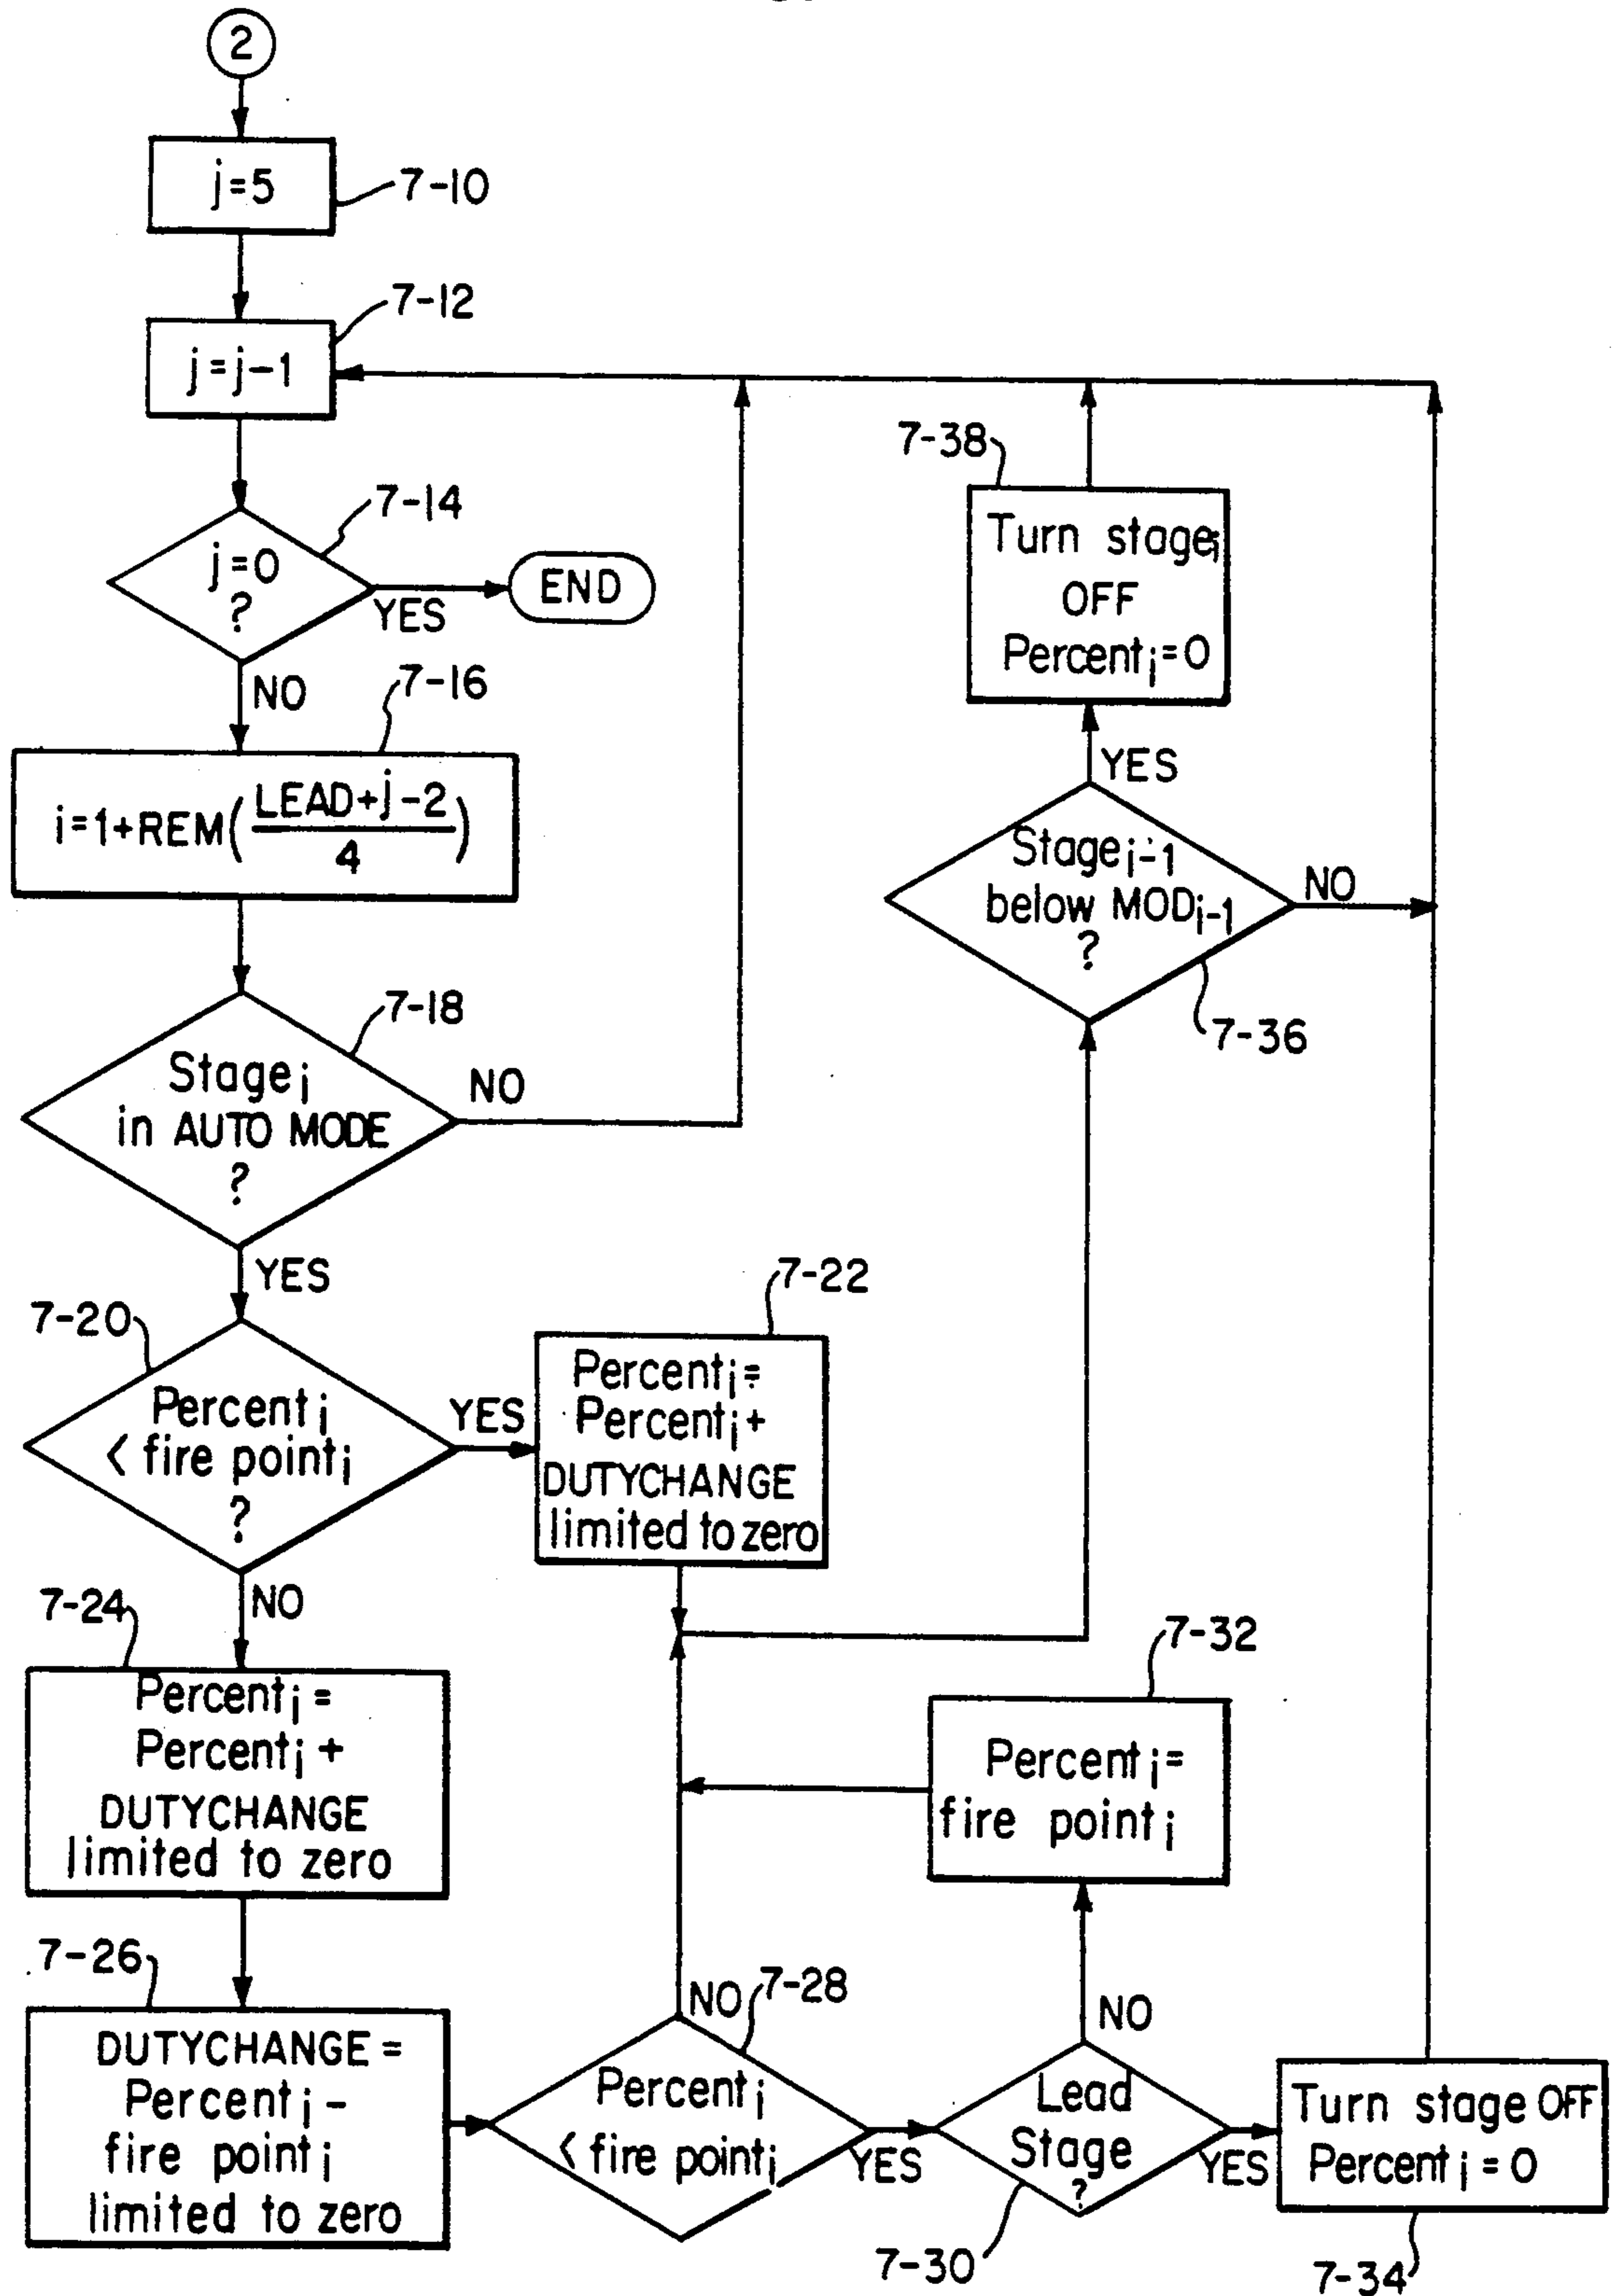 2
j=5
7-10
7-12
j=j-1
7-14
j=0
?
YES
END
NO
7-16
i=1+REM(LEAD+j-2/4)
7-18
Stage i
in AUTO MODE
?
NO
YES
7-20
Percent i
< fire point i
?
YES
NO
7-22
Percent i =
Percent i +
DUTYCHANGE
limited to zero
7-24
Percent i =
Percent i +
DUTYCHANGE
limited to zero
7-26
DUTYCHANGE =
Percent i -
fire point i
limited to zero
7-28
NO
Percent i
< fire point i
YES
7-30
Lead
Stage
?
NO
YES
7-32
Percent i =
fire point i
7-34
Turn stage OFF
Percent i = 0
7-36
Stage i-1
below MOD i-1
?
NO
YES
7-38
Turn stage i
OFF
Percent i = 0